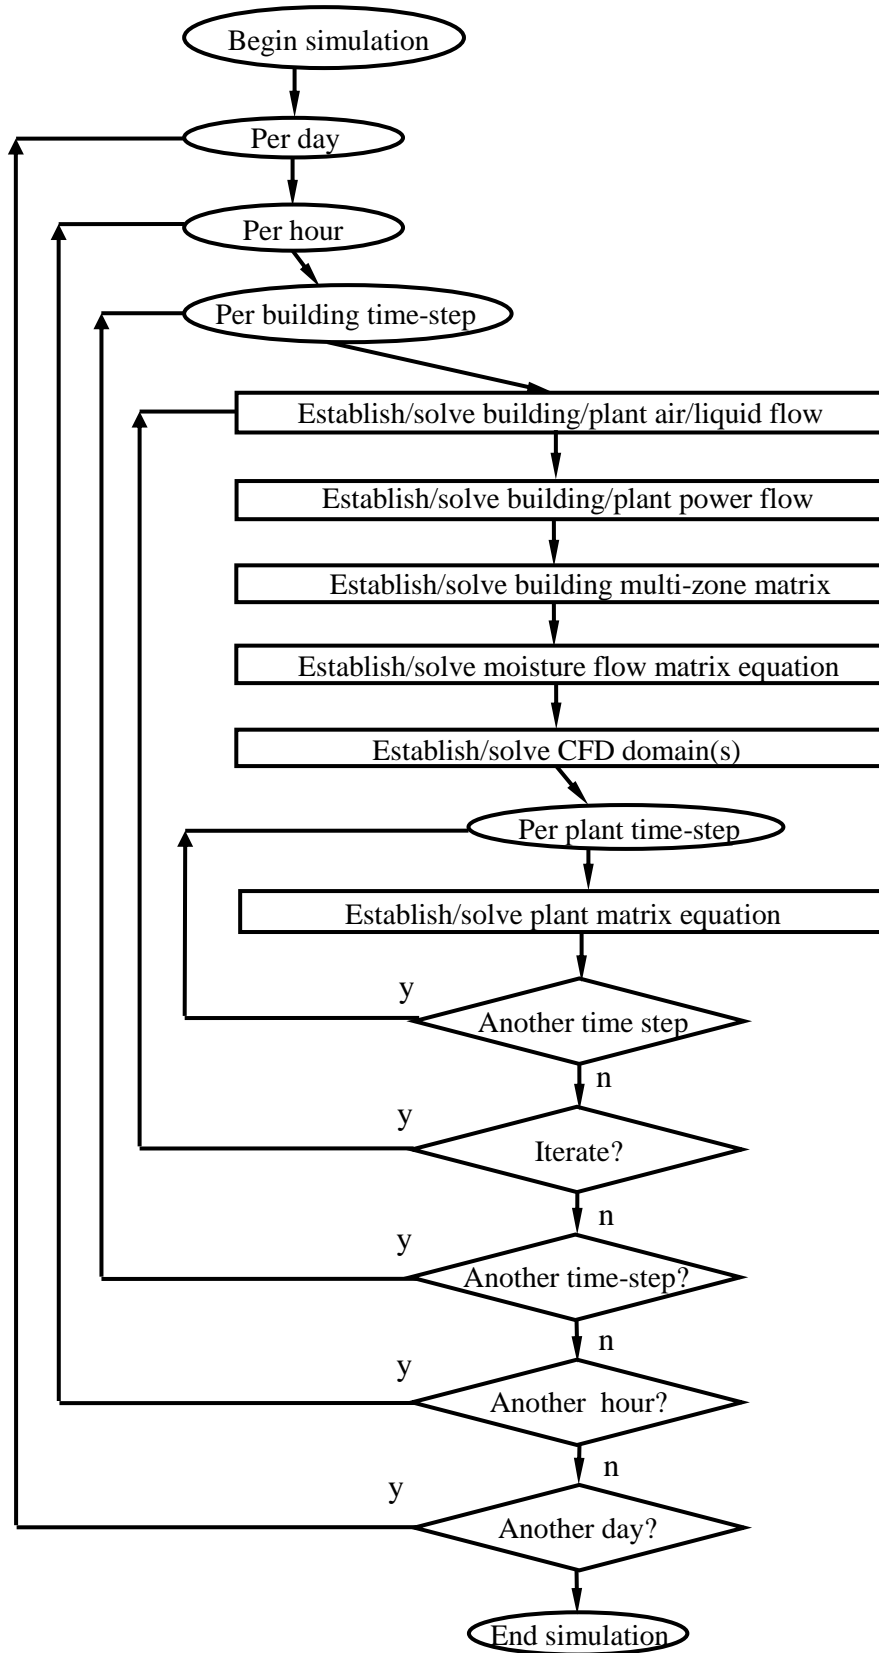 Begin simulation
Per day
Per hour
Per building time-step
Establish/solve building/plant air/liquid flow
Establish/solve building/plant power flow
Establish/solve building multi-zone matrix
Establish/solve moisture flow matrix equation
Establish/solve CFD domain(s)
Per plant time-step
Establish/solve plant matrix equation
y
Another time step
n
y
Iterate?
n
y
Another time-step?
n
y
Another hour?
n
y
Another day?
End simulation